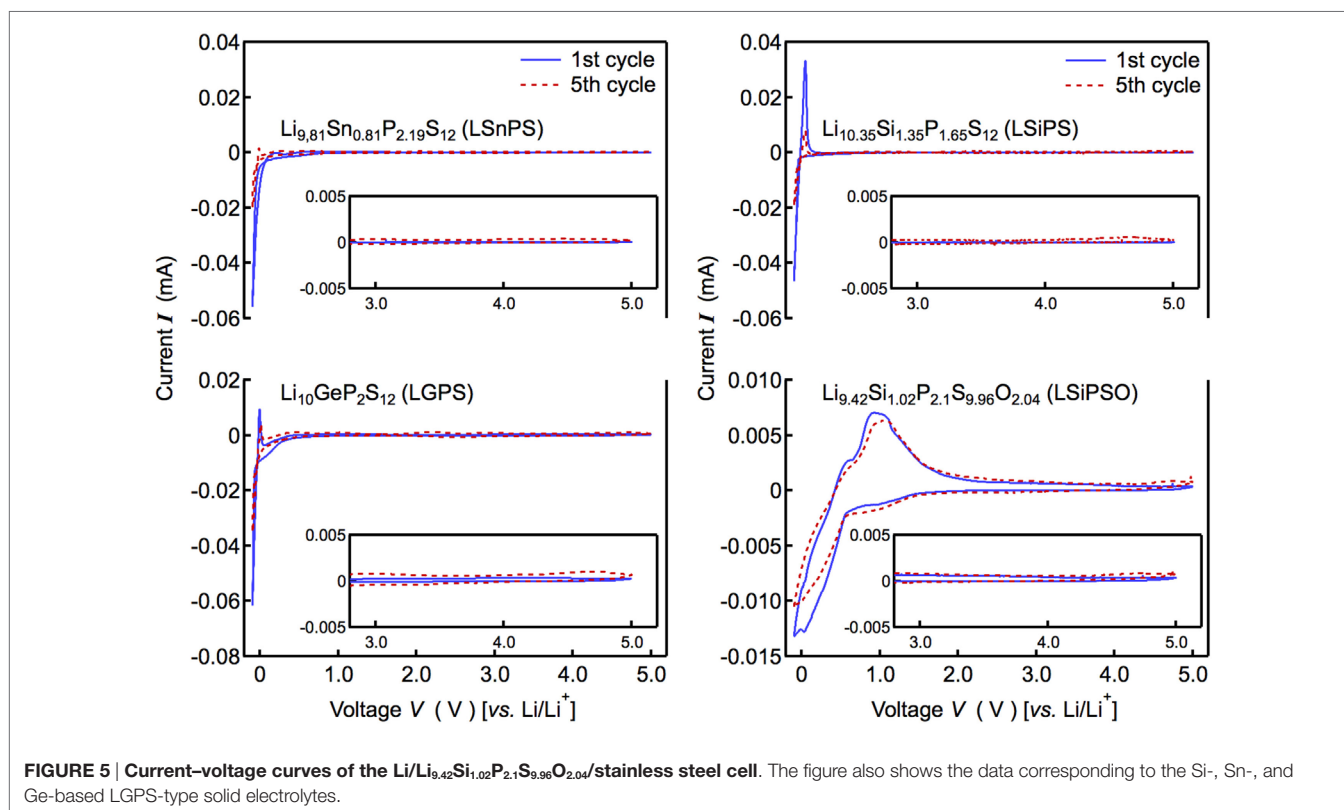 0.04
0.02
0
-0.02
-0.04
-0.06
Current I (mA)
1st cycle
5th cycle
Li9,81Sn0.81P2.19S12 (LSnPS)
0.005
0
-0.005
3.0 4.0 5.0
0.04
0.02
0
-0.02
-0.04
0.06
Current I (mA)
1st cycle
5th cycle
Li10.35Si1.35P1.65S12 (LSiPS)
0.005
0
-0.005
3.0 4.0 5.0
0.02
0
-0.02
-0.04
-0.06
-0.08
Li10GeP2S12 (LGPS)
0.005
0
-0.005
3.0 4.0 5.0
0 1.0 2.0 3.0 4.0 5.0
Voltage V ( V ) [vs. Li/Li+]
0.010
0.005
0
-0.005
-0.010
-0.015
Li9.42Si1.02P2.1S9.96O2.04 (LSiPSO)
0.005
0
-0.005
3.0 4.0 5.0
0 1.0 2.0 3.0 4.0 5.0
Voltage V ( V ) [vs. Li/Li+]
FIGURE 5 | Current–voltage curves of the Li/Li9.42Si1.02P2.1S9.96O2.04/stainless steel cell. The figure also shows the data corresponding to the Si-, Sn-, and
Ge-based LGPS-type solid electrolytes.